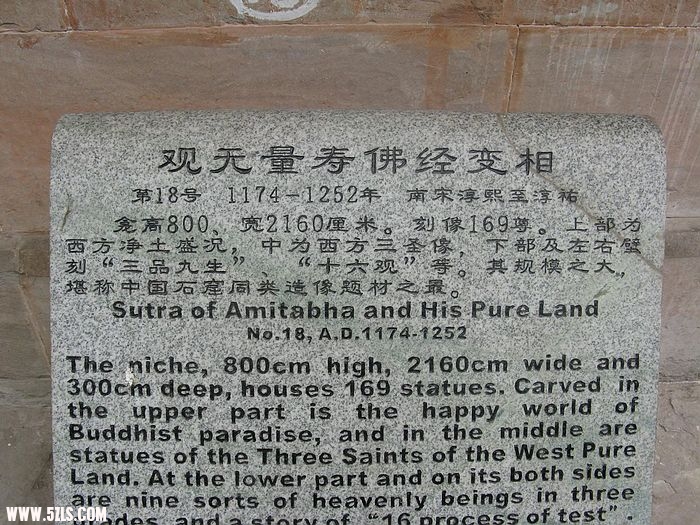 观无量寿佛经变相
第18号 1174－1252年 南宋淳熙至淳祐
龛高800、宽2160厘米。刻像169尊。上部为
西方净土盛况，中为西方三圣像，下部及左右壁
刻“三品九生”、“十六观”等。其规模之大，
堪称中国石窟同类造像题材之最。
Sutra of Amitabha and His Pure Land
No.18, A.D.1174-1252
The niche, 800cm high, 2160cm wide and
300cm deep, houses 169 statues. Carved in
the upper part is the happy world of
Buddhist paradise, and in the middle are
statues of the Three Saints of the West Pure
Land. At the lower part and on its both sides
are nine sorts of heavenly beings in three
and a story of “16 process of test”.
WWW.5ZLS.COM